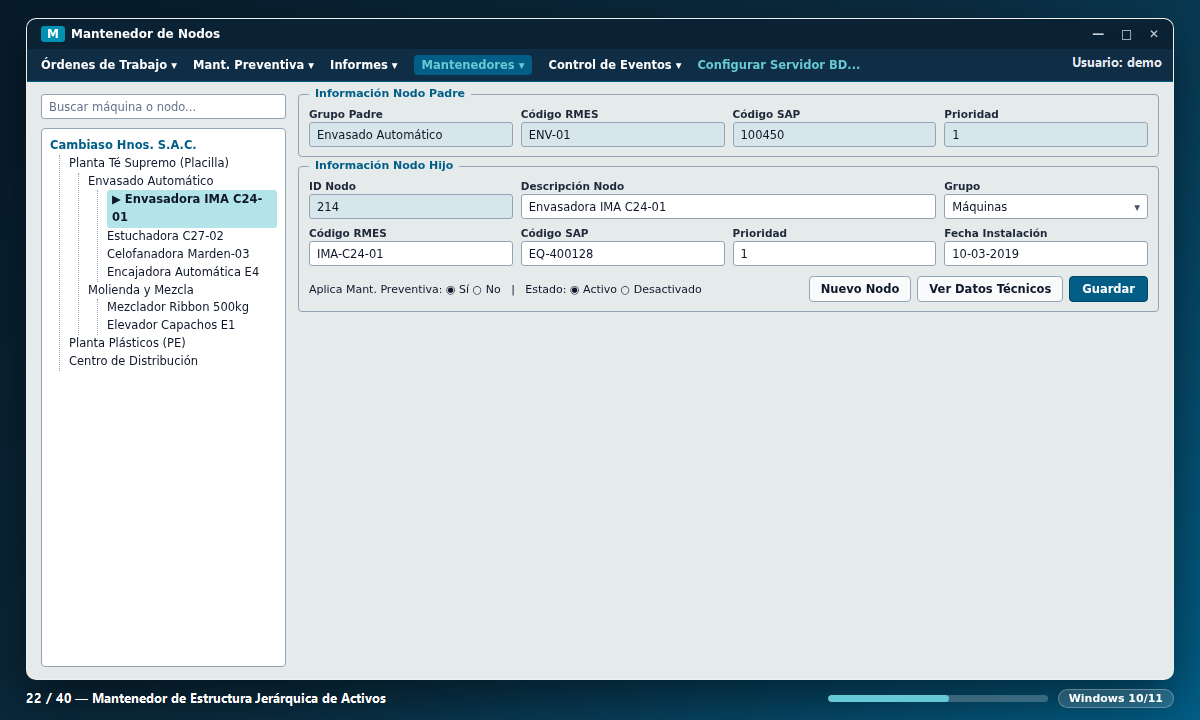 M Mantenedor de Nodos
Órdenes de Trabajo ▾ Mant. Preventiva ▾ Informes ▾ Mantenedores ▾ Control de Eventos ▾ Configurar Servidor BD... Usuario: demo
Buscar máquina o nodo...
Cambiaso Hnos. S.A.C.
Planta Té Supremo (Placilla)
Envasado Automático
▶ Envasadora IMA C24-
01
Estuchadora C27-02
Celofanadora Marden-03
Encajadora Automática E4
Molienda y Mezcla
Mezclador Ribbon 500kg
Elevador Capachos E1
Planta Plásticos (PE)
Centro de Distribución
Información Nodo Padre
Grupo Padre Código RMES Código SAP Prioridad
Envasado Automático ENV-01 100450 1
Información Nodo Hijo
ID Nodo Descripción Nodo Grupo
214 Envasadora IMA C24-01 Máquinas ▾
Código RMES Código SAP Prioridad Fecha Instalación
IMA-C24-01 EQ-400128 1 10-03-2019
Aplica Mant. Preventiva: ◉ Sí ○ No | Estado: ◉ Activo ○ Desactivado Nuevo Nodo Ver Datos Técnicos Guardar
22 / 40 — Mantenedor de Estructura Jerárquica de Activos Windows 10/11